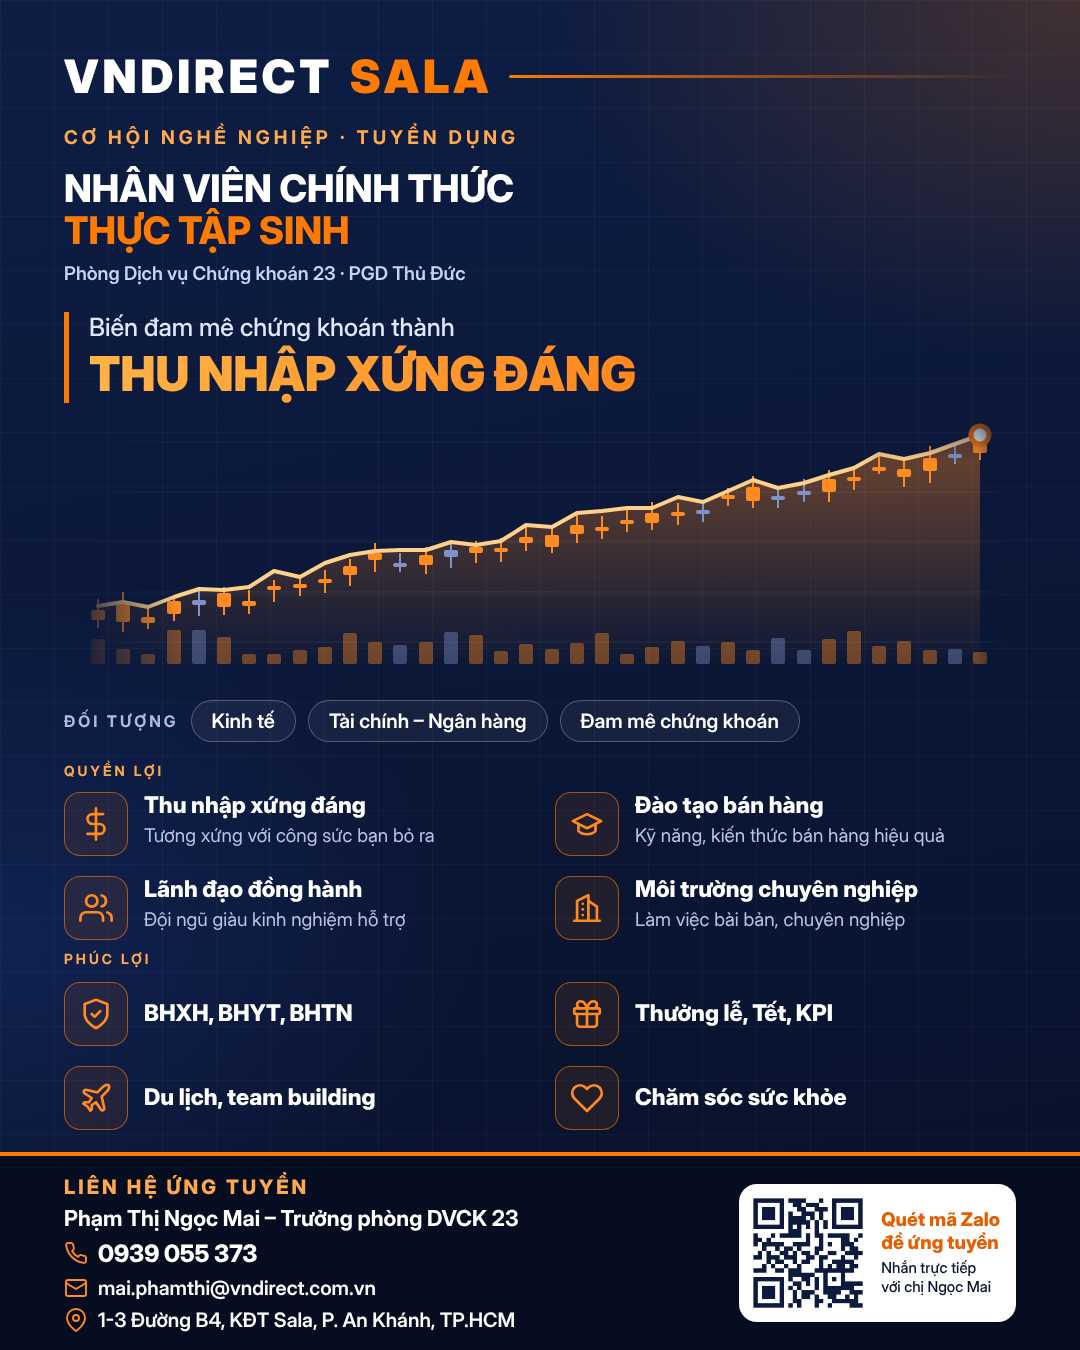 VNDIRECT SALA
CƠ HỘI NGHỀ NGHIỆP · TUYỂN DỤNG
NHÂN VIÊN CHÍNH THỨC
THỰC TẬP SINH
Phòng Dịch vụ Chứng khoán 23 · PGD Thủ Đức
Biến đam mê chứng khoán thành
THU NHẬP XỨNG ĐÁNG
ĐỐI TƯỢNG
Kinh tế
Tài chính – Ngân hàng
Đam mê chứng khoán
QUYỀN LỢI
Thu nhập xứng đáng
Tương xứng với công sức bạn bỏ ra
Đào tạo bán hàng
Kỹ năng, kiến thức bán hàng hiệu quả
Lãnh đạo đồng hành
Đội ngũ giàu kinh nghiệm hỗ trợ
Môi trường chuyên nghiệp
Làm việc bài bản, chuyên nghiệp
PHÚC LỢI
BHXH, BHYT, BHTN
Thưởng lễ, Tết, KPI
Du lịch, team building
Chăm sóc sức khỏe
LIÊN HỆ ỨNG TUYỂN
Phạm Thị Ngọc Mai – Trưởng phòng DVCK 23
0939 055 373
mai.phamthi@vndirect.com.vn
1-3 Đường B4, KĐT Sala, P. An Khánh, TP.HCM
Quét mã Zalo
để ứng tuyển
Nhắn trực tiếp
với chị Ngọc Mai